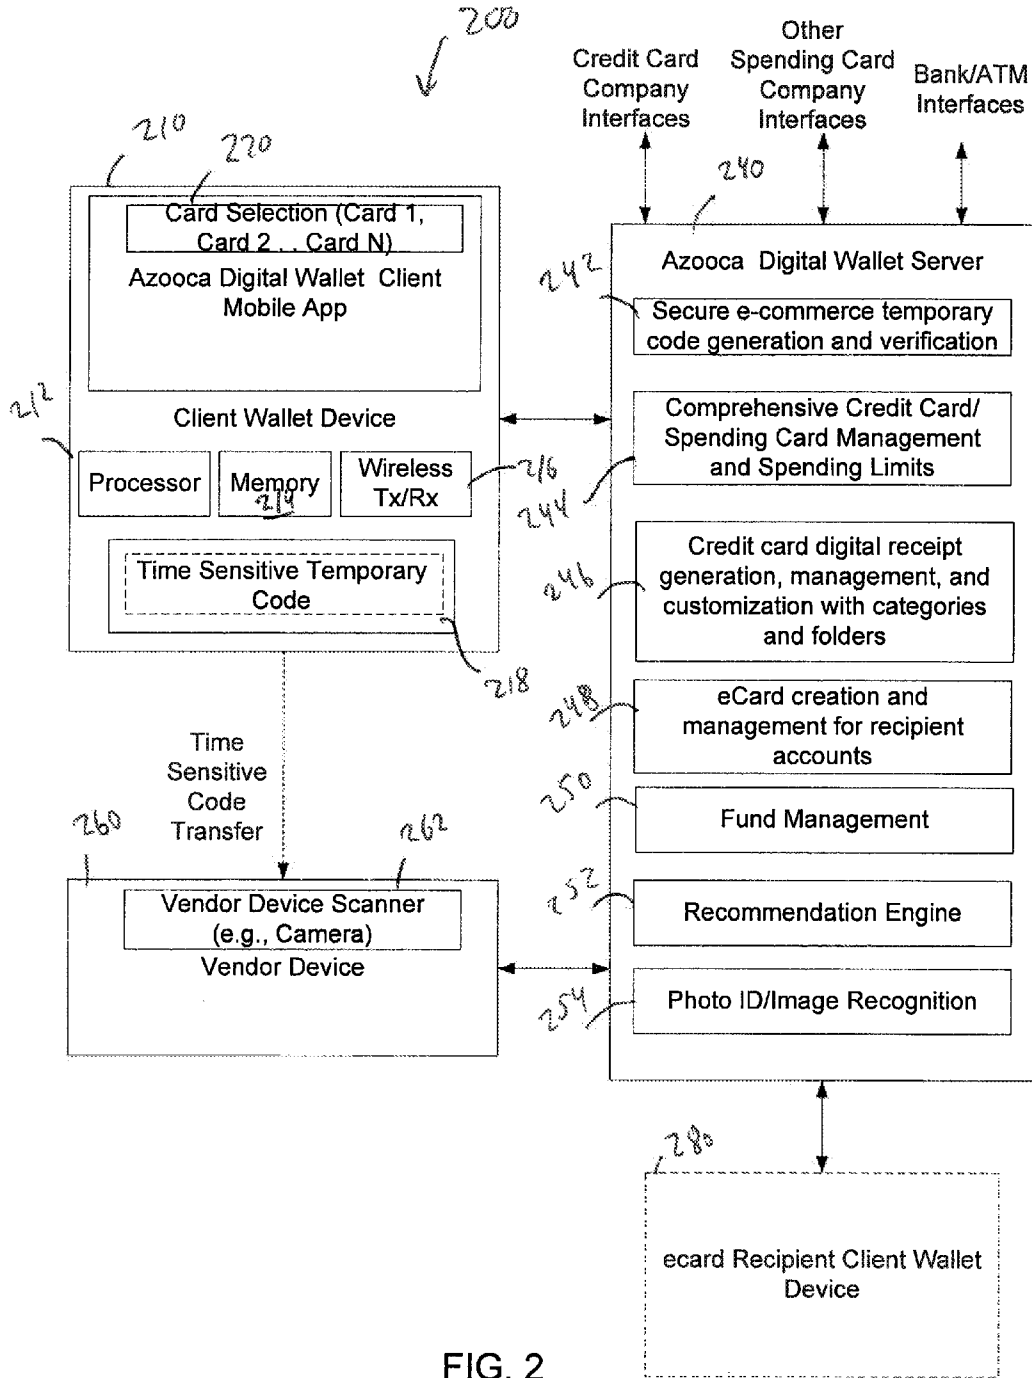 200
Credit Card
Company
Interfaces
Other
Spending Card
Company
Interfaces
Bank/ATM
Interfaces
210
220
Card Selection (Card 1,
Card 2 . . Card N)
Azooca Digital Wallet Client
Mobile App
212
Client Wallet Device
Processor
Memory
214
Wireless
Tx/Rx
216
Time Sensitive Temporary
Code
218
Time
Sensitive
Code
Transfer
260
262
Vendor Device Scanner
(e.g., Camera)
Vendor Device
240
Azooca Digital Wallet Server
242
Secure e-commerce temporary
code generation and verification
244
Comprehensive Credit Card/
Spending Card Management
and Spending Limits
246
Credit card digital receipt
generation, management, and
customization with categories
and folders
248
eCard creation and
management for recipient
accounts
250
Fund Management
252
Recommendation Engine
254
Photo ID/Image Recognition
280
ecard Recipient Client Wallet
Device
FIG. 2